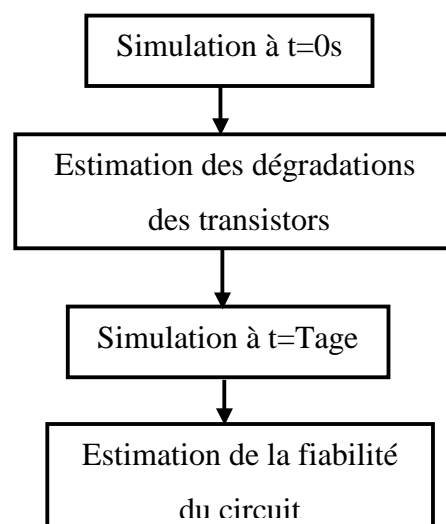 Simulation à t=0s
Estimation des dégradations
des transistors
Simulation à t=Tage
Estimation de la fiabilité
du circuit